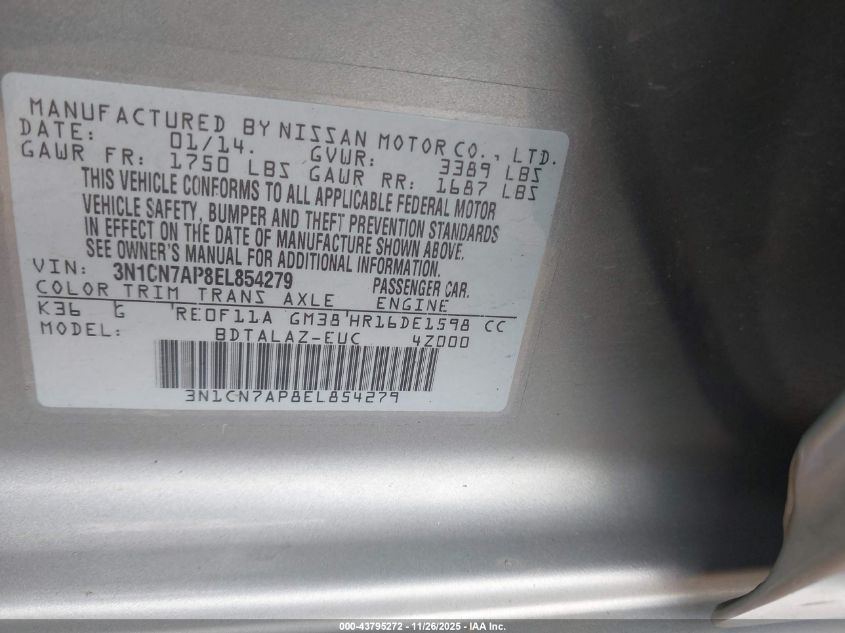 MANUFACTURED BY NISSAN MOTOR CO., LTD.
DATE: 01/14. GVWR: 3389 LBS
GAWR FR: 1750 LBS GAWR RR: 1687 LBS
THIS VEHICLE CONFORMS TO ALL APPLICABLE FEDERAL MOTOR
VEHICLE SAFETY, BUMPER AND THEFT PREVENTION STANDARDS
IN EFFECT ON THE DATE OF MANUFACTURE SHOWN ABOVE.
SEE OWNER'S MANUAL FOR ADDITIONAL INFORMATION.
VIN: 3N1CN7AP8EL854279 PASSENGER CAR.
COLOR TRIM TRANS AXLE ENGINE
K36 G RE0F11A GM38 HR16DE1598 CC
MODEL: BDTALAZ-EUC 4Z000
3N1CN7AP8EL854279
000-43795272 | 11/26/2025 - IAA Inc.